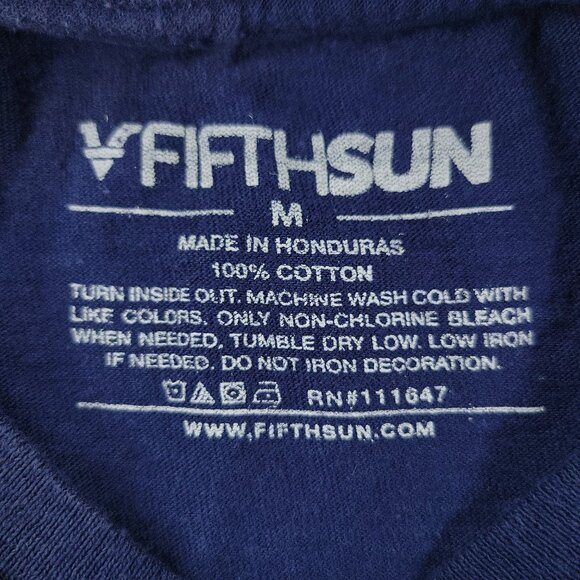 FIFTHSUN
M
MADE IN HONDURAS
100% COTTON
TURN INSIDE OUT. MACHINE WASH COLD WITH
LIKE COLORS. ONLY NON-CHLORINE BLEACH
WHEN NEEDED, TUMBLE DRY LOW. LOW IRON
IF NEEDED. DO NOT IRON DECORATION.
RN#111647
WWW.FIFTHSUN.COM